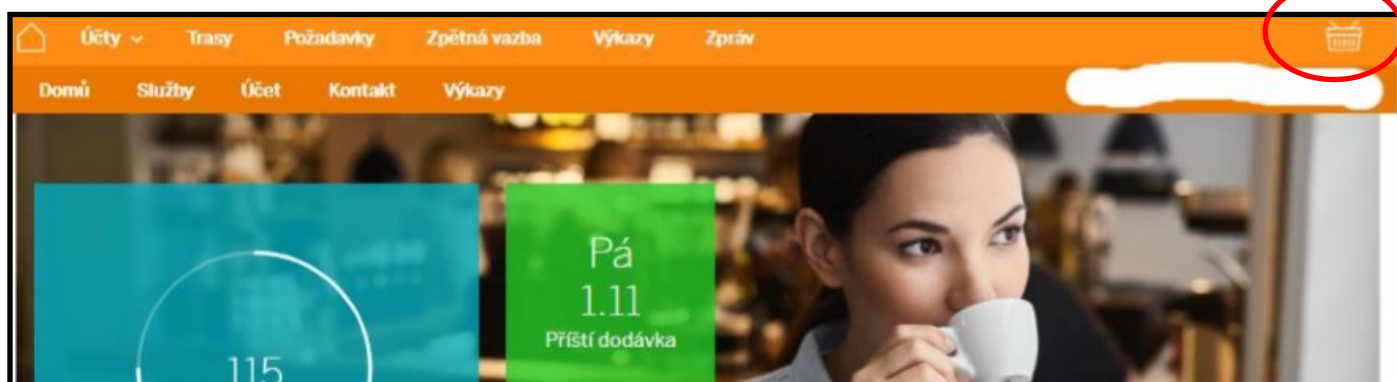 Účty Trasy Požadavky Zpětná vazba Výkazy Zpráv
Domů Služby Účet Kontakt Výkazy
Pá
1.11
Příští dodávka
115